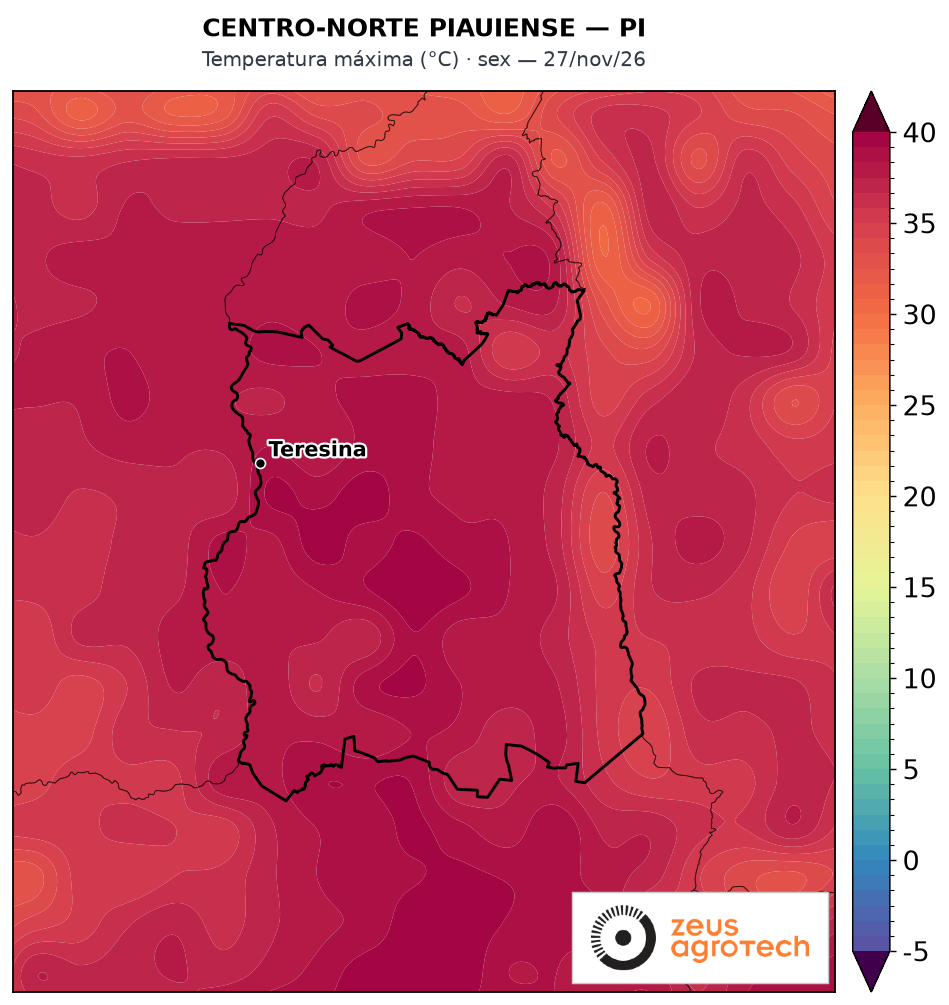 CENTRO-NORTE PIAUIENSE — PI
Temperatura máxima (°C) · sex — 27/nov/26
Teresina
40
35
30
25
20
15
10
5
0
-5
zeus
agrotech